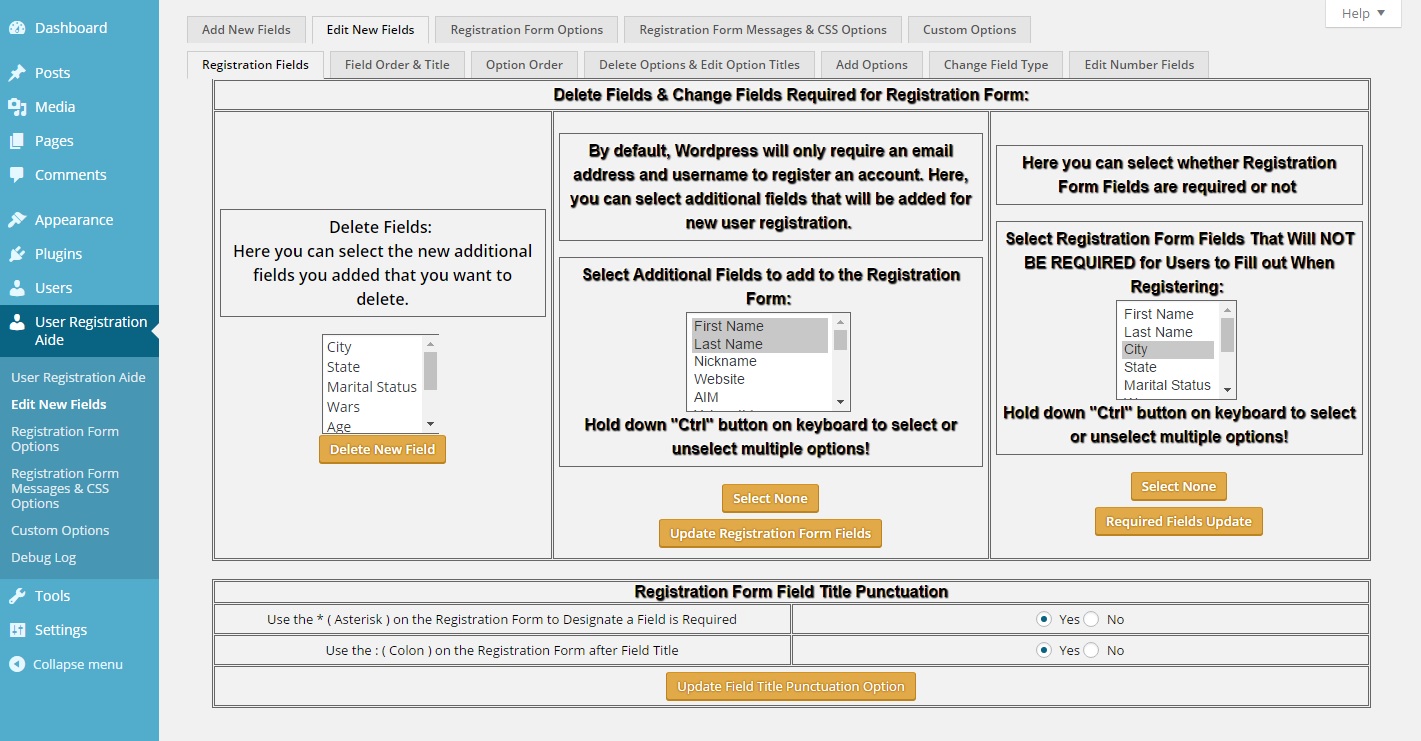 Help
Dashboard
Posts
Media
Pages
Comments
Appearance
Plugins
Users
User Registration
Aide
User Registration Aide
Edit New Fields
Registration Form
Options
Registration Form
Messages & CSS
Options
Custom Options
Debug Log
Tools
Settings
Collapse menu
Add New Fields
Edit New Fields
Registration Form Options
Registration Form Messages & CSS Options
Custom Options
Registration Fields
Field Order & Title
Option Order
Delete Options & Edit Option Titles
Add Options
Change Field Type
Edit Number Fields
Delete Fields & Change Fields Required for Registration Form:
Delete Fields:
Here you can select the new additional
fields you added that you want to
delete.
City
State
Marital Status
Wars
Age
Delete New Field
By default, Wordpress will only require an email
address and username to register an account. Here,
you can select additional fields that will be added for
new user registration.
Select Additional Fields to add to the Registration
Form:
First Name
Last Name
Nickname
Website
AIM
Hold down "Ctrl" button on keyboard to select or
unselect multiple options!
Select None
Update Registration Form Fields
Here you can select whether Registration
Form Fields are required or not
Select Registration Form Fields That Will NOT
BE REQUIRED for Users to Fill out When
Registering:
First Name
Last Name
City
State
Marital Status
Hold down "Ctrl" button on keyboard to select
or unselect multiple options!
Select None
Required Fields Update
Registration Form Field Title Punctuation
Use the * ( Asterisk ) on the Registration Form to Designate a Field is Required
Yes No
Use the : ( Colon ) on the Registration Form after Field Title
Yes No
Update Field Title Punctuation Option